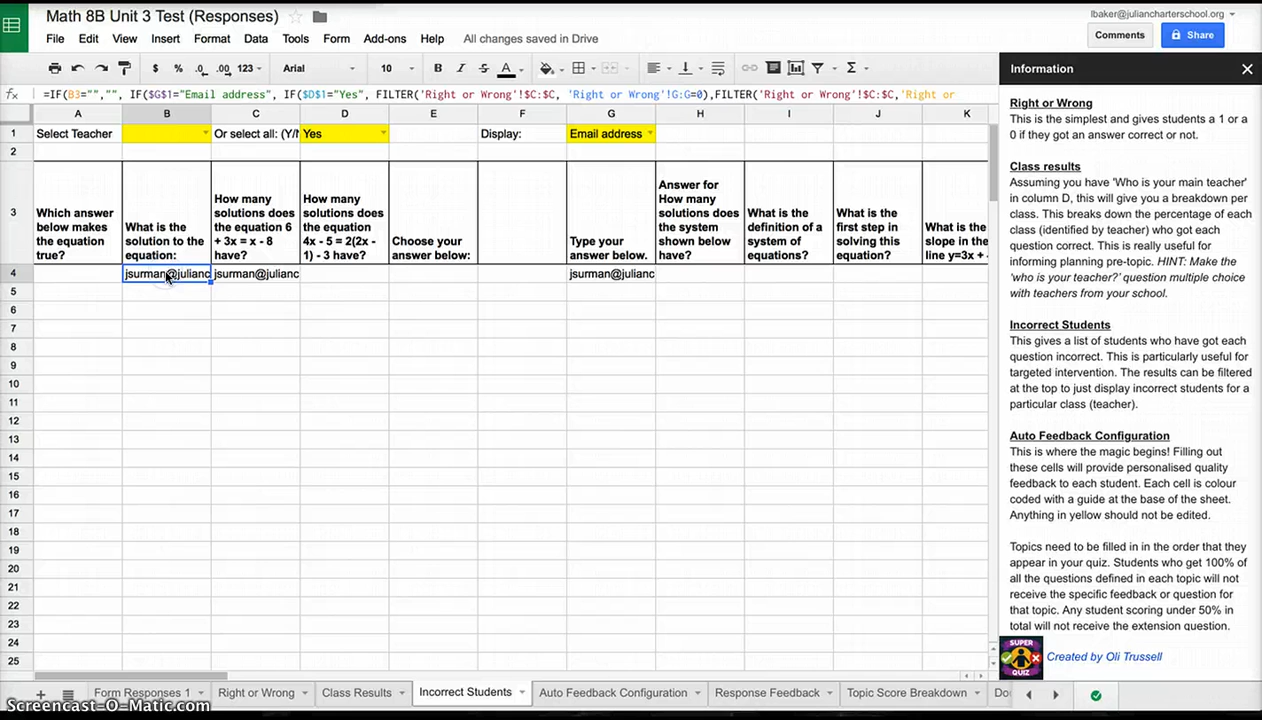 Math 8B Unit 3 Test (Responses)
lbaker@juliancharterschool.org
File Edit View Insert Format Data Tools Form Add-ons Help All changes saved in Drive
Comments Share
$ % .0 .00 123 Arial 10 B I S A Σ
Information
fx =IF(B3="","", IF($G$1="Email address", IF($D$1="Yes", FILTER('Right or Wrong'!$C:$C, 'Right or Wrong'!G:G=0),FILTER('Right or Wrong'!$C:$C,'Right or
A B C D E F G H I J K
1 Select Teacher Or select all: (Y/ Yes Display: Email address
2
3
Which answer
below makes
the equation
true?
What is the
solution to the
equation:
How many
solutions does
the equation 6
+ 3x = x - 8
have?
How many
solutions does
the equation
4x - 5 = 2(2x -
1) - 3 have?
Choose your
answer below:
Type your
answer below.
Answer for
How many
solutions does
the system
shown below
have?
What is the
definition of a
system of
equations?
What is the
first step in
solving this
equation?
What is the
slope in the
line y=3x +
4 jsurman@julianc jsurman@julianc jsurman@julianc
5
6
7
8
9
10
11
12
13
14
15
16
17
18
19
20
21
22
23
24
25
Right or Wrong
This is the simplest and gives students a 1 or a
0 if they got an answer correct or not.
Class results
Assuming you have 'Who is your main teacher'
in column D, this will give you a breakdown per
class. This breaks down the percentage of each
class (identified by teacher) who got each
question correct. This is really useful for
informing planning pre-topic. HINT: Make the
'who is your teacher?' question multiple choice
with teachers from your school.
Incorrect Students
This gives a list of students who have got each
question incorrect. This is particularly useful for
targeted intervention. The results can be filtered
at the top to just display incorrect students for a
particular class (teacher).
Auto Feedback Configuration
This is where the magic begins! Filling out
these cells will provide personalised quality
feedback to each student. Each cell is colour
coded with a guide at the base of the sheet.
Anything in yellow should not be edited.
Topics need to be filled in in the order that they
appear in your quiz. Students who get 100% of
all the questions defined in each topic will not
receive the specific feedback or question for
that topic. Any student scoring under 50% in
total will not receive the extension question.
SUPER
QUIZ
Created by Oli Trussell
Form Responses 1 Right or Wrong Class Results Incorrect Students Auto Feedback Configuration Response Feedback Topic Score Breakdown Do
Screencast-O-Matic.com